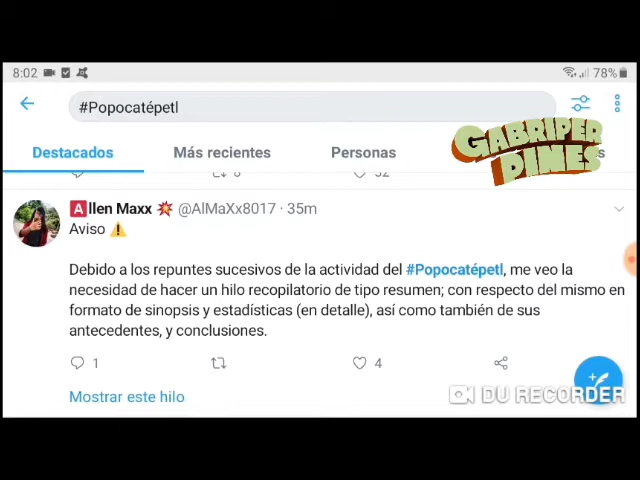 8:02 78%
#Popocatépetl
GABRIPER
PINES
Destacados Más recientes Personas
Allen Maxx @AlMaXx8017 · 35m
Aviso
Debido a los repuntes sucesivos de la actividad del #Popocatépetl, me veo la
necesidad de hacer un hilo recopilatorio de tipo resumen; con respecto del mismo en
formato de sinopsis y estadísticas (en detalle), así como también de sus
antecedentes, y conclusiones.
1 4
Mostrar este hilo
DU RECORDER